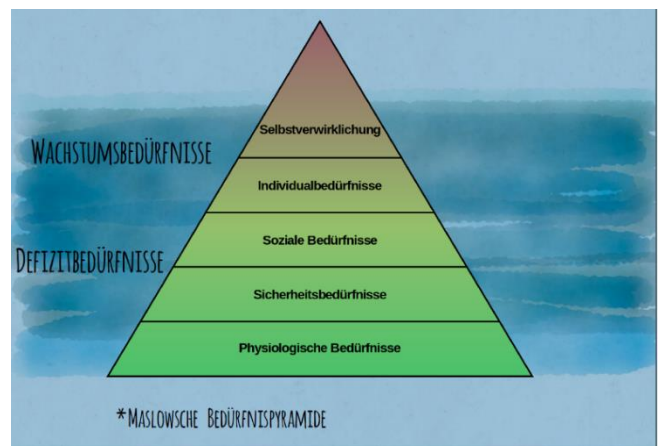 Selbstverwirklichung
WACHSTUMSBEDÜRFNISSE
Individualbedürfnisse
Soziale Bedürfnisse
DEFIZITBEDÜRFNISSE
Sicherheitsbedürfnisse
Physiologische Bedürfnisse
*MASLOWSCHE BEDÜRFNISPYRAMIDE